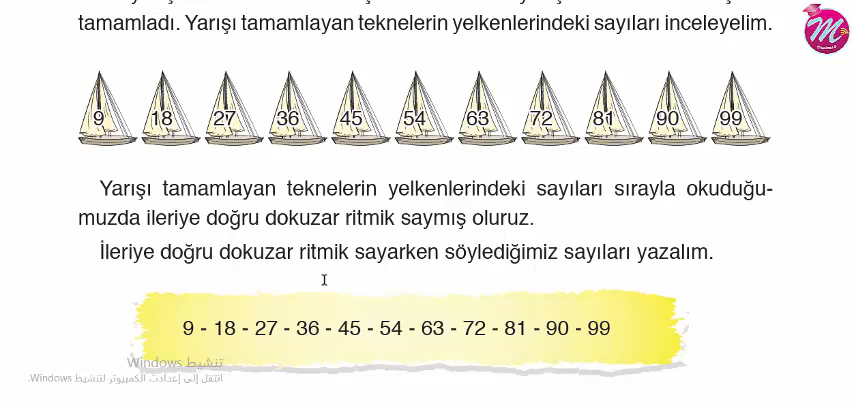 tamamladı. Yarışı tamamlayan teknelerin yelkenlerindeki sayıları inceleyelim.
9 18 27 36 45 54 63 72 81 90 99
Yarışı tamamlayan teknelerin yelkenlerindeki sayıları sırayla okuduğu-
muzda ileriye doğru dokuzar ritmik saymış oluruz.
İleriye doğru dokuzar ritmik sayarken söylediğimiz sayıları yazalım.
9 - 18 - 27 - 36 - 45 - 54 - 63 - 72 - 81 - 90 - 99
تنشيط Windows
انتقل إلى إعدادت الكمبيوتر لتنشيط Windows.